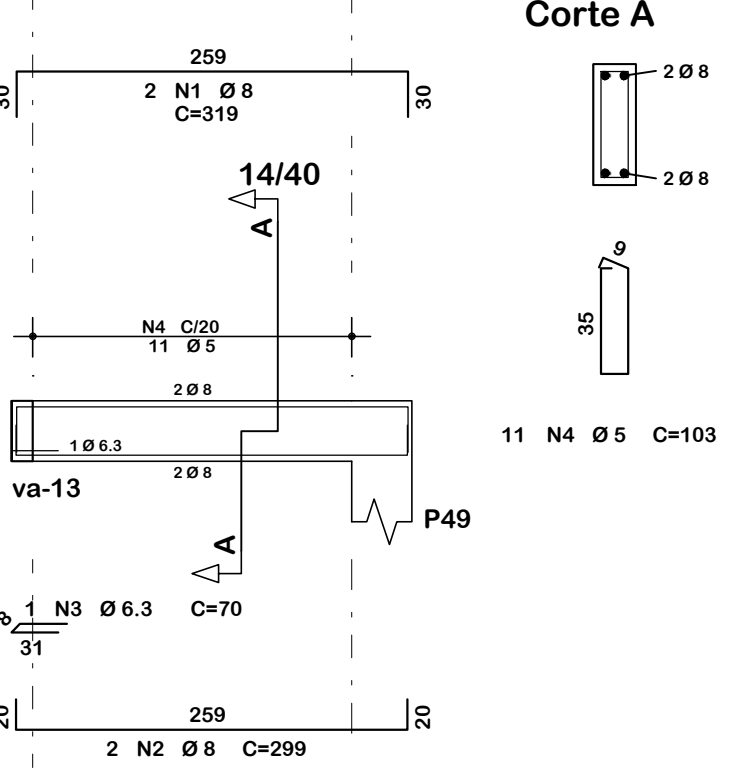 Corte A
259
30
30
2 N1 Ø 8
C=319
2 Ø 8
2 Ø 8
14/40
A
9
35
N4 C/20
11 Ø 5
2 Ø 8
1 Ø 6.3
2 Ø 8
11 N4 Ø 5 C=103
va-13
P49
A
1 N3 Ø 6.3 C=70
8
31
20
259
20
2 N2 Ø 8 C=299